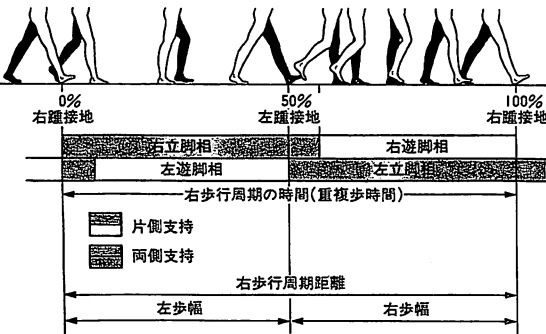 0% 50% 100%
右踵接地 左踵接地 右踵接地
右立脚相 右遊脚相
左遊脚相 左立脚相
右歩行周期の時間(重複歩時間)
片側支持
両側支持
右歩行周期距離
左歩幅 右歩幅